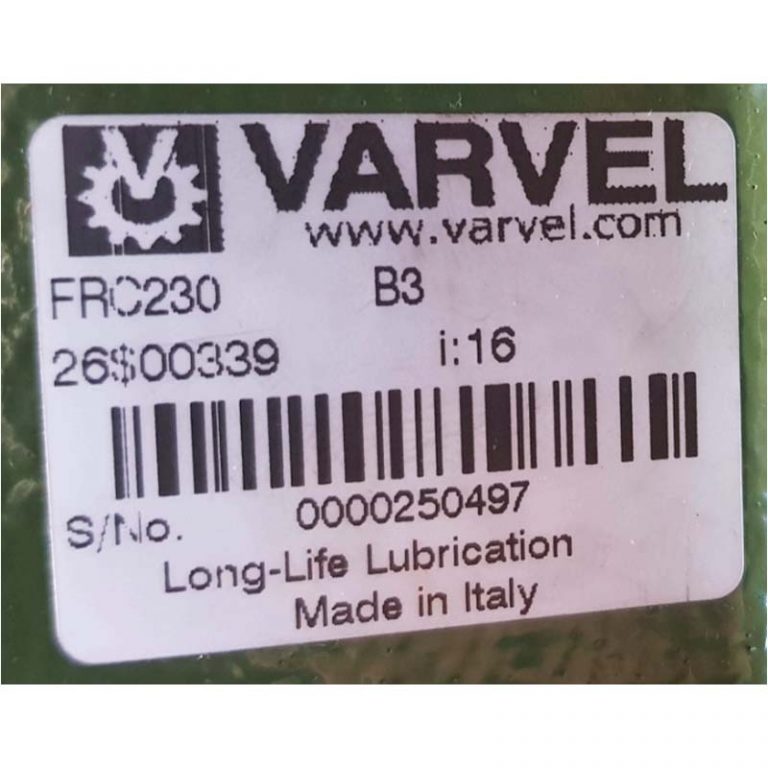 VARVEL
www.varvel.com
FRC230 B3
26$00339 i:16
S/No. 0000250497
Long-Life Lubrication
Made in Italy